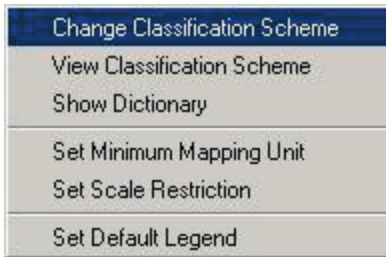 Change Classification Scheme
View Classification Scheme
Show Dictionary
Set Minimum Mapping Unit
Set Scale Restriction
Set Default Legend